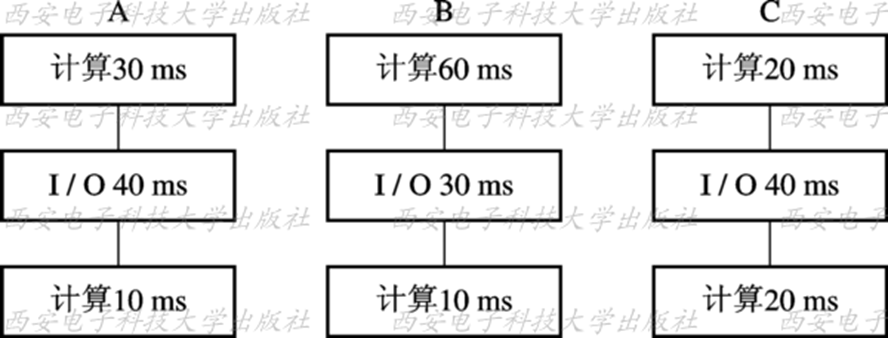 A B C
计算30 ms 计算60 ms 计算20 ms
西安电子科技大学出版社 西安电子科技大学出版社 西安电子
I / O 40 ms I / O 30 ms I / O 40 ms
西安电子科技大学出版社 西安电子科技大学出版社 西安电子
计算10 ms 计算10 ms 计算20 ms
西安电子科技大学出版社 西安电子科技大学出版社 西安电子